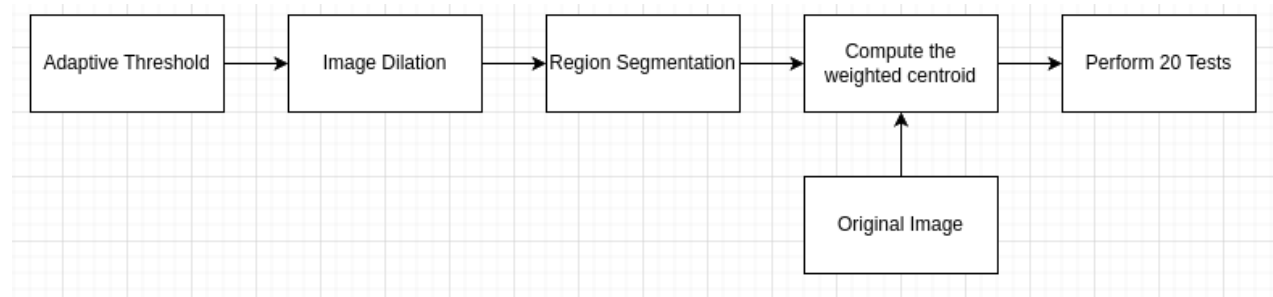 Adaptive Threshold
Image Dilation
Region Segmentation
Compute the
weighted centroid
Perform 20 Tests
Original Image